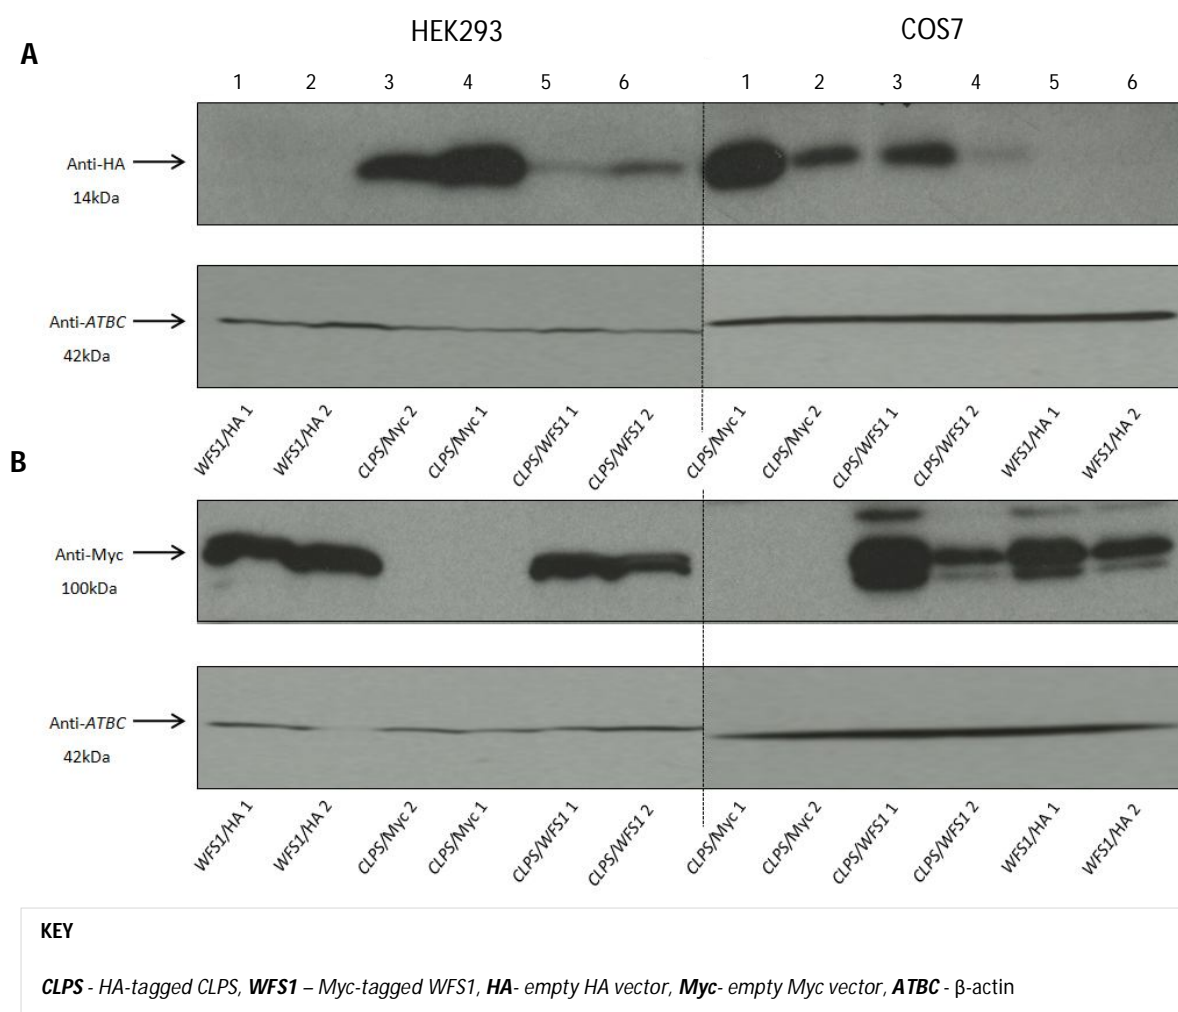 HEK293 COS7
A
1 2 3 4 5 6 1 2 3 4 5 6
Anti-HA
14kDa
Anti-ATBC
42kDa
WFS1/HA 1 WFS1/HA 2 CLPS/Myc 2 CLPS/Myc 1 CLPS/WFS1 1 CLPS/WFS1 2 CLPS/Myc 1 CLPS/Myc 2 CLPS/WFS1 1 CLPS/WFS1 2 WFS1/HA 1 WFS1/HA 2
B
Anti-Myc
100kDa
Anti-ATBC
42kDa
WFS1/HA 1 WFS1/HA 2 CLPS/Myc 2 CLPS/Myc 1 CLPS/WFS1 1 CLPS/WFS1 2 CLPS/Myc 1 CLPS/Myc 2 CLPS/WFS1 1 CLPS/WFS1 2 WFS1/HA 1 WFS1/HA 2
KEY
CLPS - HA-tagged CLPS, WFS1 – Myc-tagged WFS1, HA- empty HA vector, Myc- empty Myc vector, ATBC - β-actin